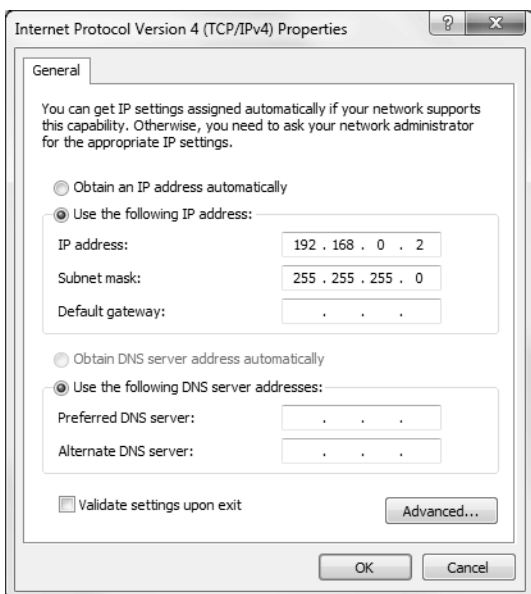 Internet Protocol Version 4 (TCP/IPv4) Properties
? X
General
You can get IP settings assigned automatically if your network supports
this capability. Otherwise, you need to ask your network administrator
for the appropriate IP settings.
Obtain an IP address automatically
Use the following IP address:
IP address: 192 . 168 . 0 . 2
Subnet mask: 255 . 255 . 255 . 0
Default gateway: . . .
Obtain DNS server address automatically
Use the following DNS server addresses:
Preferred DNS server: . . .
Alternate DNS server: . . .
Validate settings upon exit
Advanced...
OK Cancel